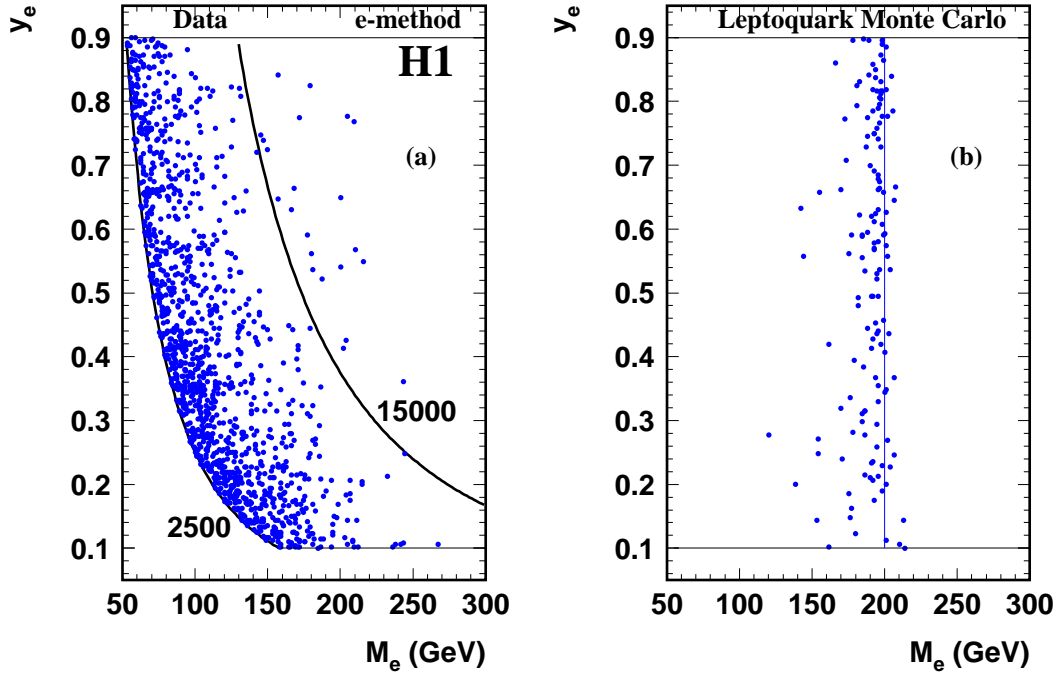 Data e-method
H1
(a)
15000
2500
y_e
0.9
0.8
0.7
0.6
0.5
0.4
0.3
0.2
0.1
50 100 150 200 250 300
M_e (GeV)
Leptoquark Monte Carlo
(b)
y_e
0.9
0.8
0.7
0.6
0.5
0.4
0.3
0.2
0.1
50 100 150 200 250 300
M_e (GeV)